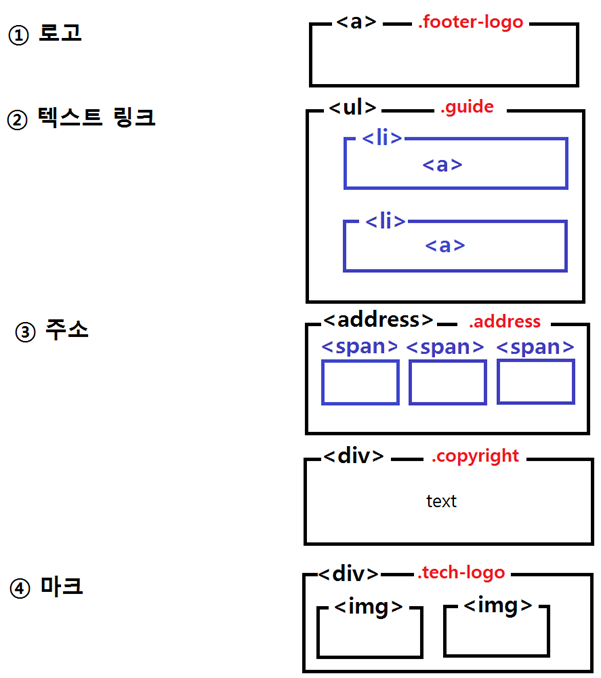 ① 로고
<a> .footer-logo
② 텍스트 링크
<ul> .guide
<li>
<a>
<li>
<a>
③ 주소
<address> .address
<span> <span> <span>
<div> .copyright
text
④ 마크
<div> .tech-logo
<img> <img>